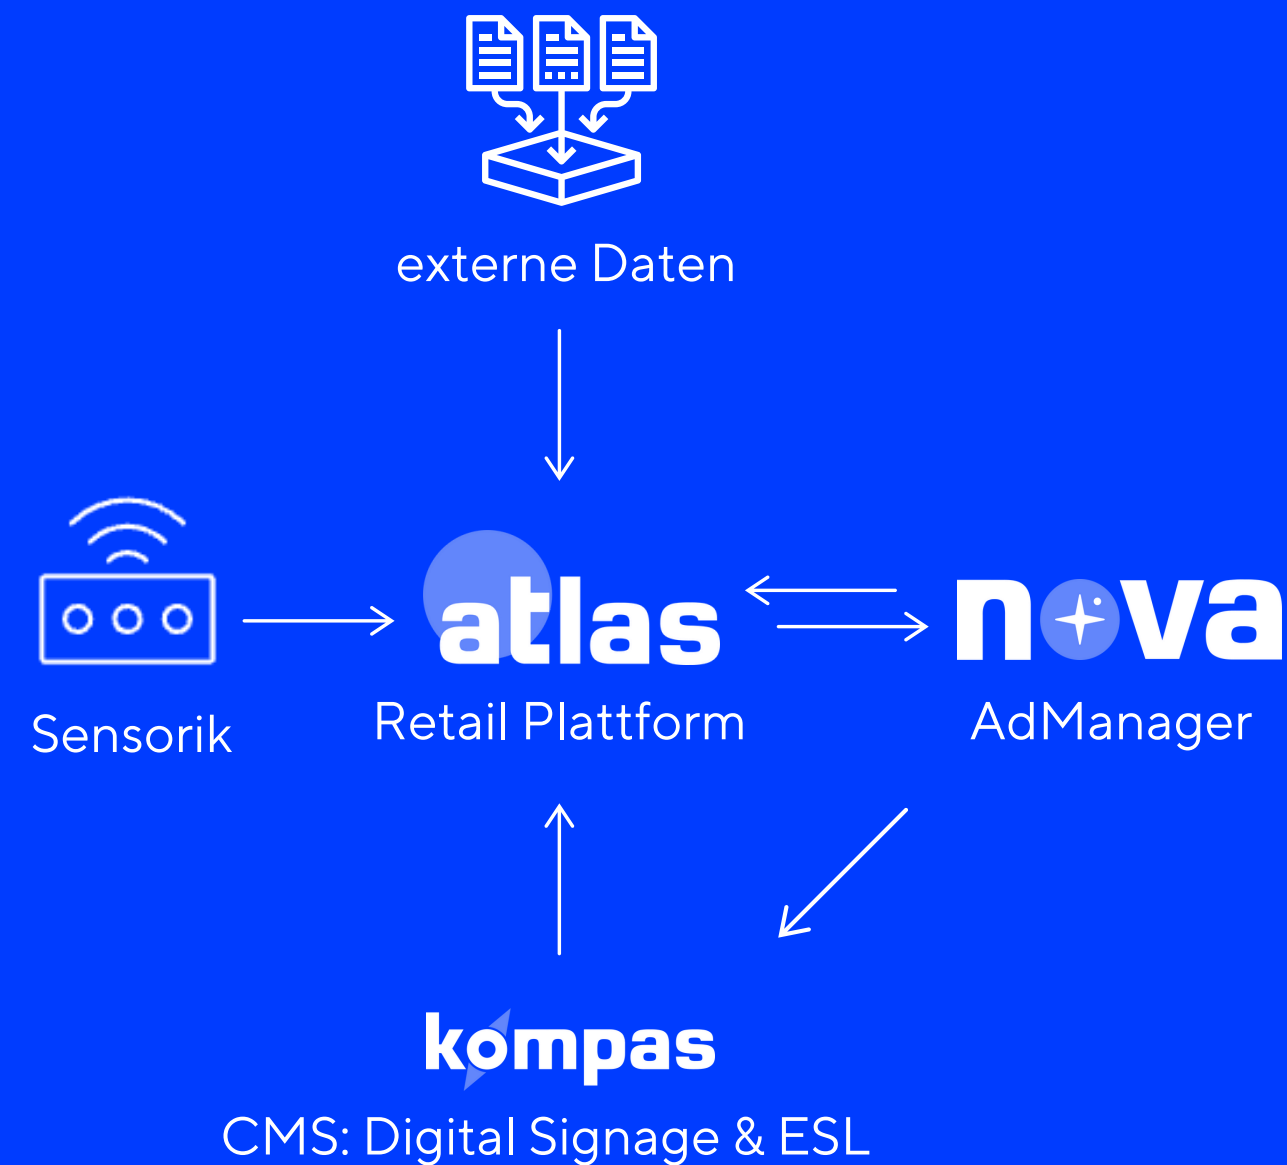 externe Daten
atlas
Retail Plattform
nova
AdManager
Sensorik
kompas
CMS: Digital Signage & ESL